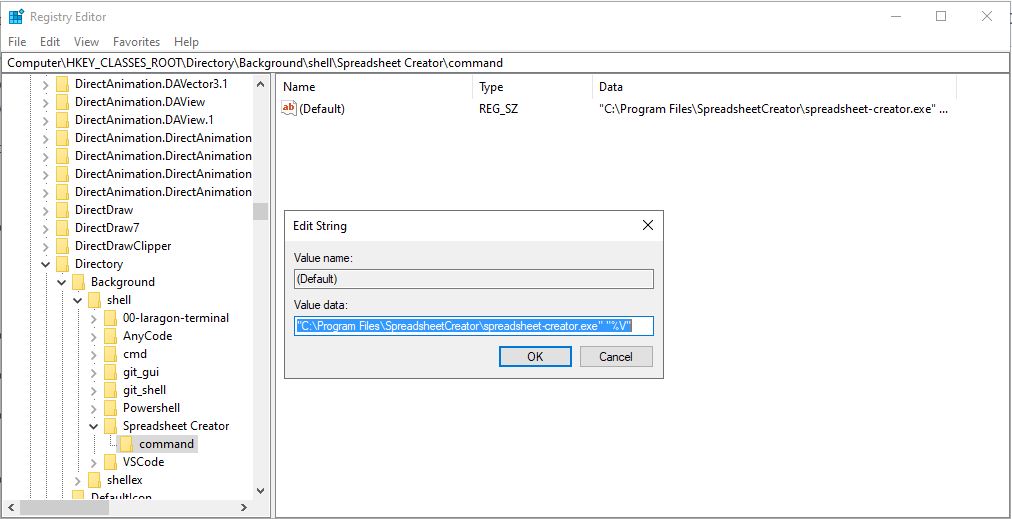 Registry Editor
File Edit View Favorites Help
Computer\HKEY_CLASSES_ROOT\Directory\Background\shell\Spreadsheet Creator\command
DirectAnimation.DAVector3.1
DirectAnimation.DAView
DirectAnimation.DAView.1
DirectAnimation.DirectAnimation
DirectAnimation.DirectAnimation
DirectAnimation.DirectAnimation
DirectAnimation.DirectAnimation
DirectDraw
DirectDraw7
DirectDrawClipper
Directory
Background
shell
00-laragon-terminal
AnyCode
cmd
git_gui
git_shell
Powershell
Spreadsheet Creator
command
VSCode
shellex
DefaultIcon
Name Type Data
ab (Default) REG_SZ "C:\Program Files\SpreadsheetCreator\spreadsheet-creator.exe" ...
Edit String
Value name:
(Default)
Value data:
"C:\Program Files\SpreadsheetCreator\spreadsheet-creator.exe" "%V"
OK Cancel